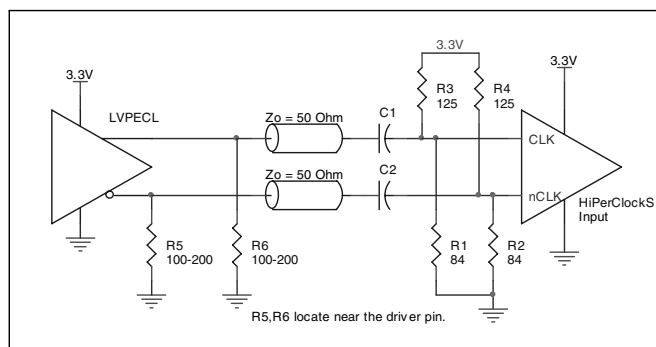 3.3V
LVPECL
Zo = 50 Ohm
C1
3.3V
R3
125
R4
125
3.3V
CLK
Zo = 50 Ohm
C2
nCLK
HiPerClockS
Input
R5
100-200
R6
100-200
R1
84
R2
84
R5,R6 locate near the driver pin.